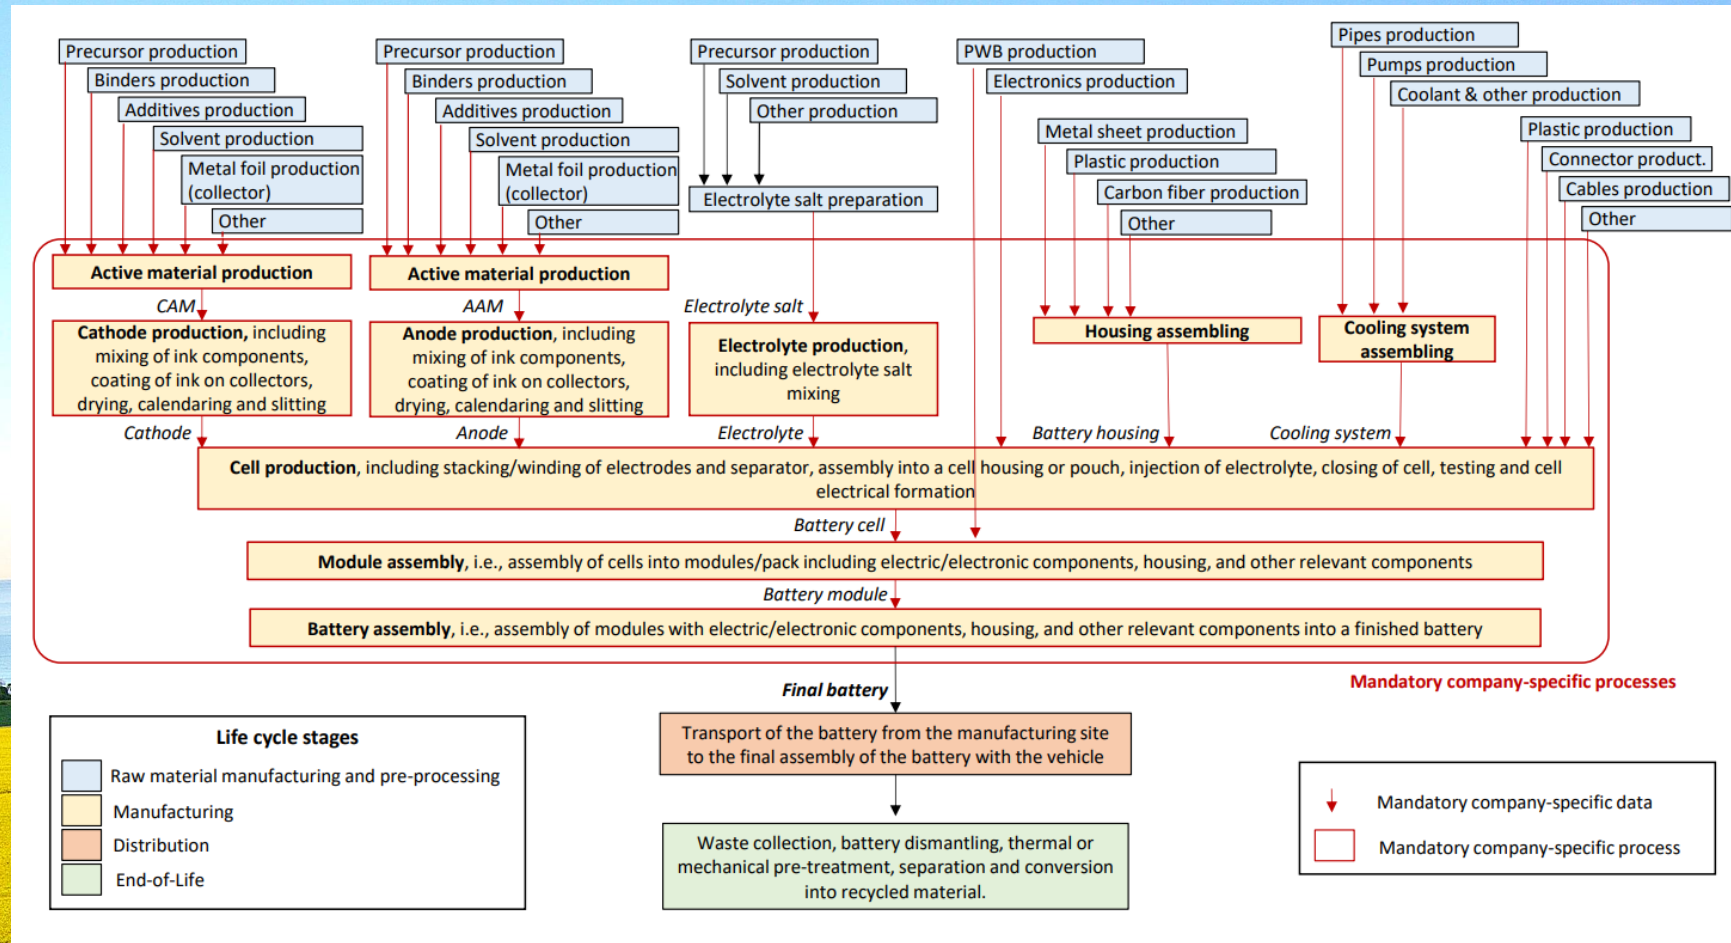 Precursor production
Binders production
Additives production
Solvent production
Metal foil production
(collector)
Other
Precursor production
Binders production
Additives production
Solvent production
Metal foil production
(collector)
Other
Precursor production
Solvent production
Other production
Electrolyte salt preparation
PWB production
Electronics production
Metal sheet production
Plastic production
Carbon fiber production
Other
Pipes production
Pumps production
Coolant & other production
Plastic production
Connector product.
Cables production
Other
Active material production
Active material production
CAM
AAM
Electrolyte salt
Cathode production, including
mixing of ink components,
coating of ink on collectors,
drying, calendaring and slitting
Anode production, including
mixing of ink components,
coating of ink on collectors,
drying, calendaring and slitting
Electrolyte production,
including electrolyte salt
mixing
Housing assembling
Cooling system
assembling
Cathode
Anode
Electrolyte
Battery housing
Cooling system
Cell production, including stacking/winding of electrodes and separator, assembly into a cell housing or pouch, injection of electrolyte, closing of cell, testing and cell
electrical formation
Battery cell
Module assembly, i.e., assembly of cells into modules/pack including electric/electronic components, housing, and other relevant components
Battery module
Battery assembly, i.e., assembly of modules with electric/electronic components, housing, and other relevant components into a finished battery
Final battery
Mandatory company-specific processes
Transport of the battery from the manufacturing site
to the final assembly of the battery with the vehicle
Waste collection, battery dismantling, thermal or
mechanical pre-treatment, separation and conversion
into recycled material.
Life cycle stages
Raw material manufacturing and pre-processing
Manufacturing
Distribution
End-of-Life
Mandatory company-specific data
Mandatory company-specific process